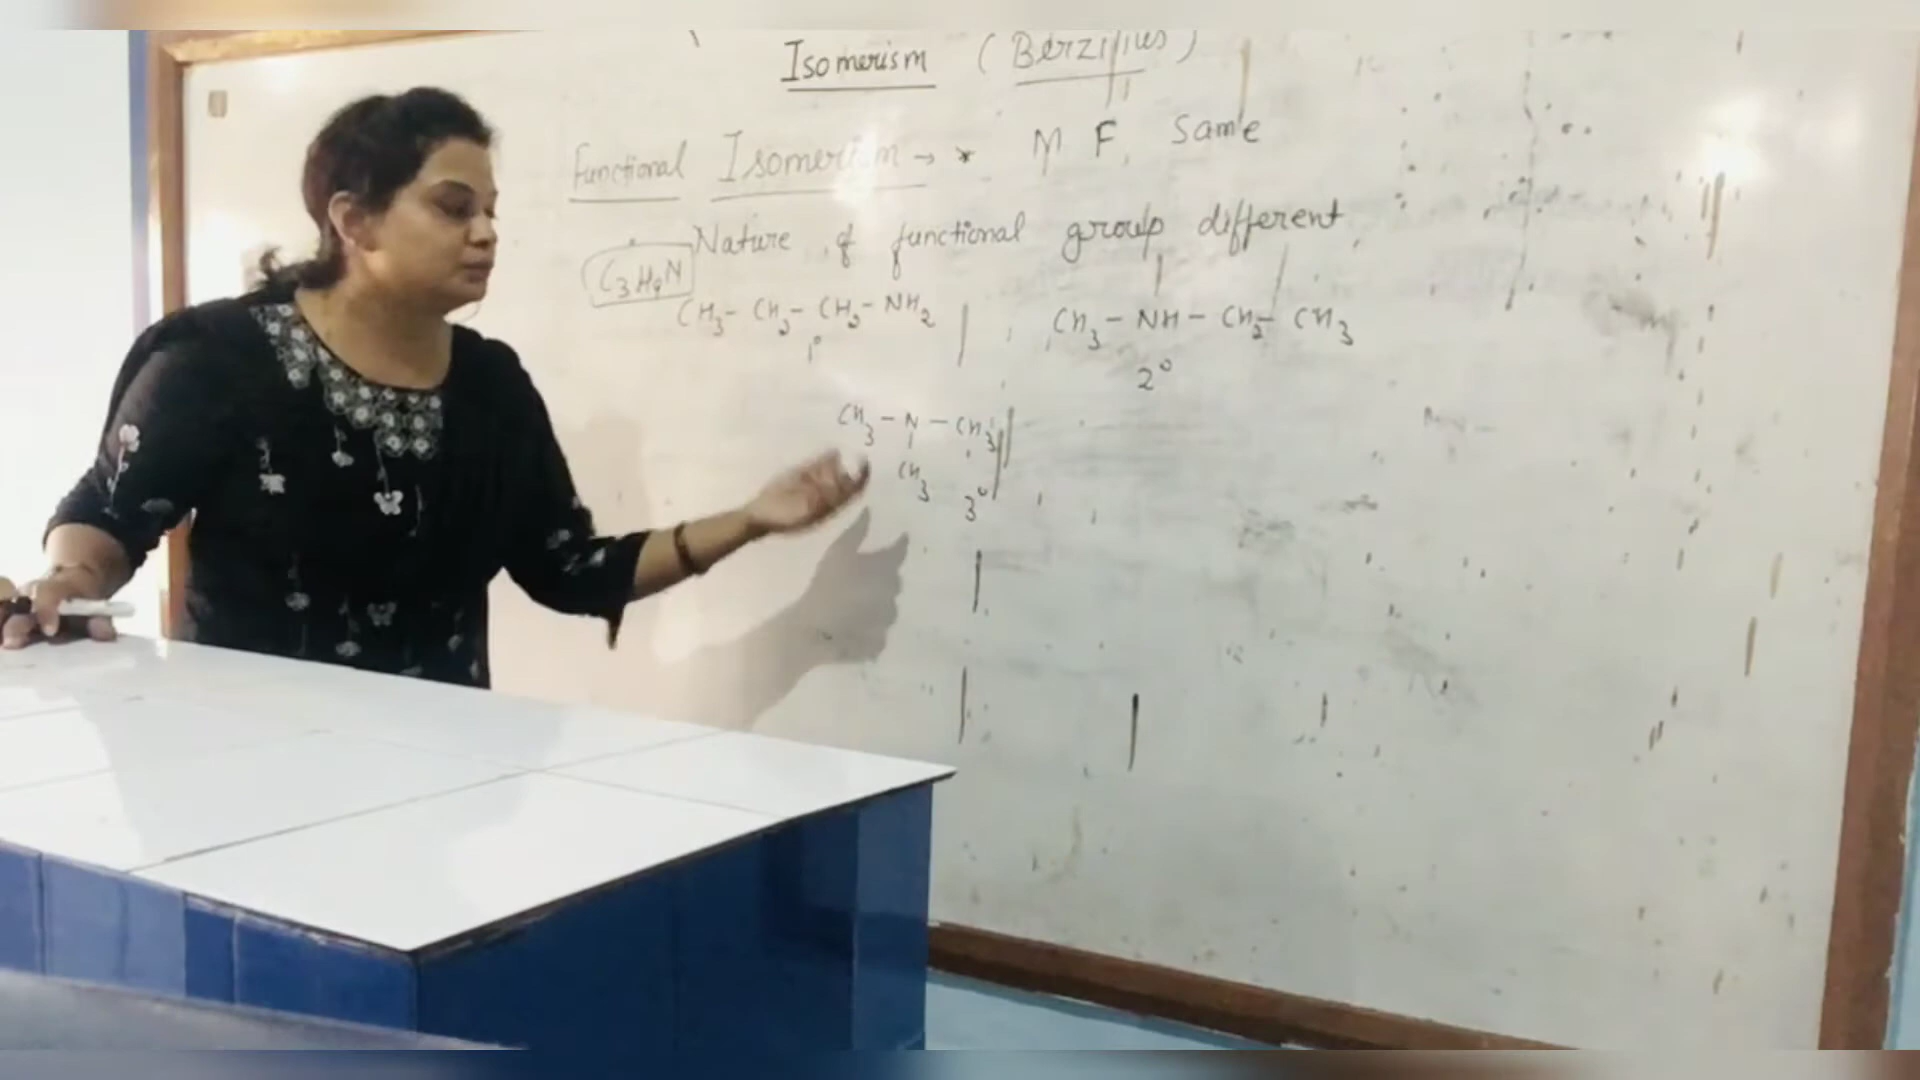 Isomerism (Berzilius)
Functional Isomerism → * M F, Same
Nature of functional group different
C3H9N
CH3 - CH2 - CH2 - NH2
1°
CH3 - NH - CH2 - CH3
2°
CH3 - N - CH3
CH3
3°